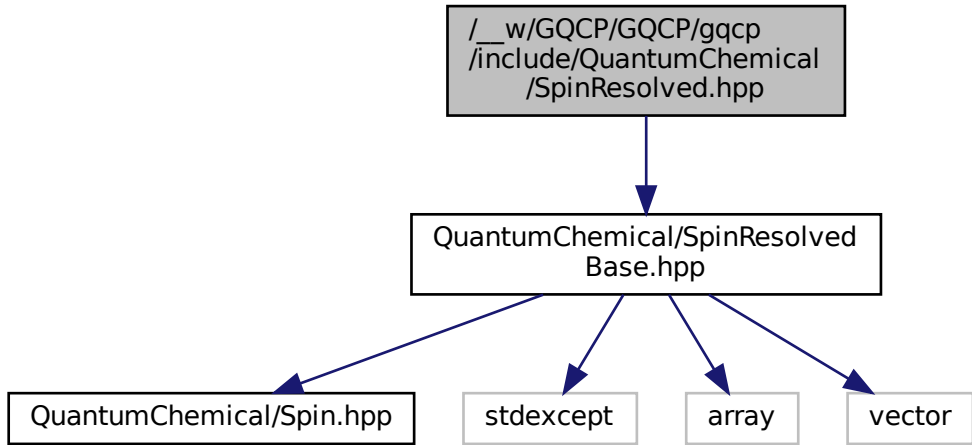 /__w/GQCP/GQCP/gqcp
/include/QuantumChemical
/SpinResolved.hpp
QuantumChemical/SpinResolved
Base.hpp
QuantumChemical/Spin.hpp
stdexcept
array
vector